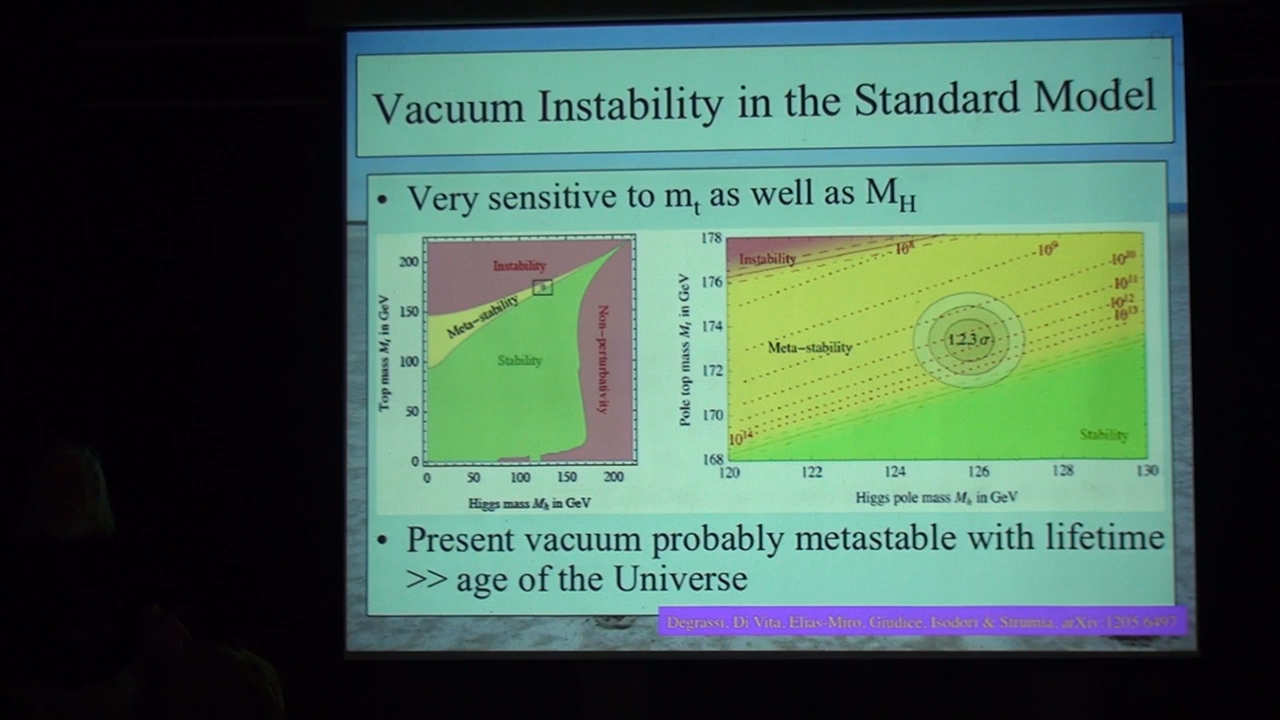 Vacuum Instability in the Standard Model
• Very sensitive to mt as well as MH
200
150
100
50
0
0 50 100 150 200
Top mass Mt in GeV
Higgs mass Mh in GeV
Instability
Meta-stability
Stability
Non-perturbativity
178
176
174
172
170
168
120 122 124 126 128 130
Pole top mass Mt in GeV
Higgs pole mass Mh in GeV
Instability
10^8
10^9
10^10
10^11
10^12
10^13
10^14
Meta-stability
1,2,3 σ
Stability
• Present vacuum probably metastable with lifetime
>> age of the Universe
Degrassi, Di Vita, Elias-Miro, Giudice, Isodori & Strumia, arXiv:1205.6497